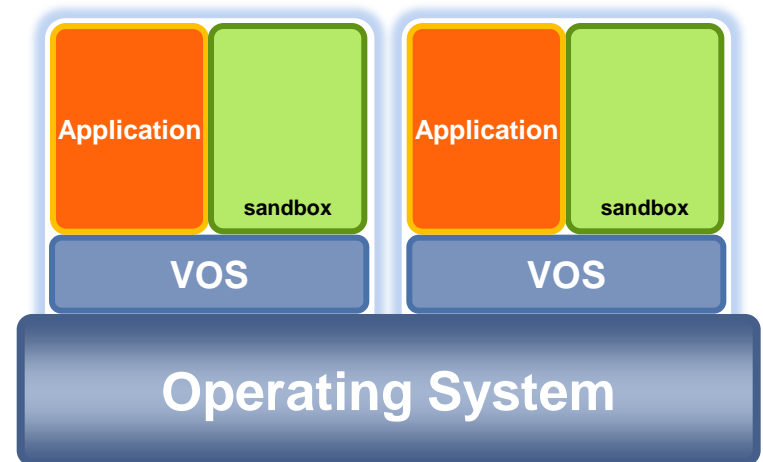 Application
sandbox
Application
sandbox
VOS
VOS
Operating System